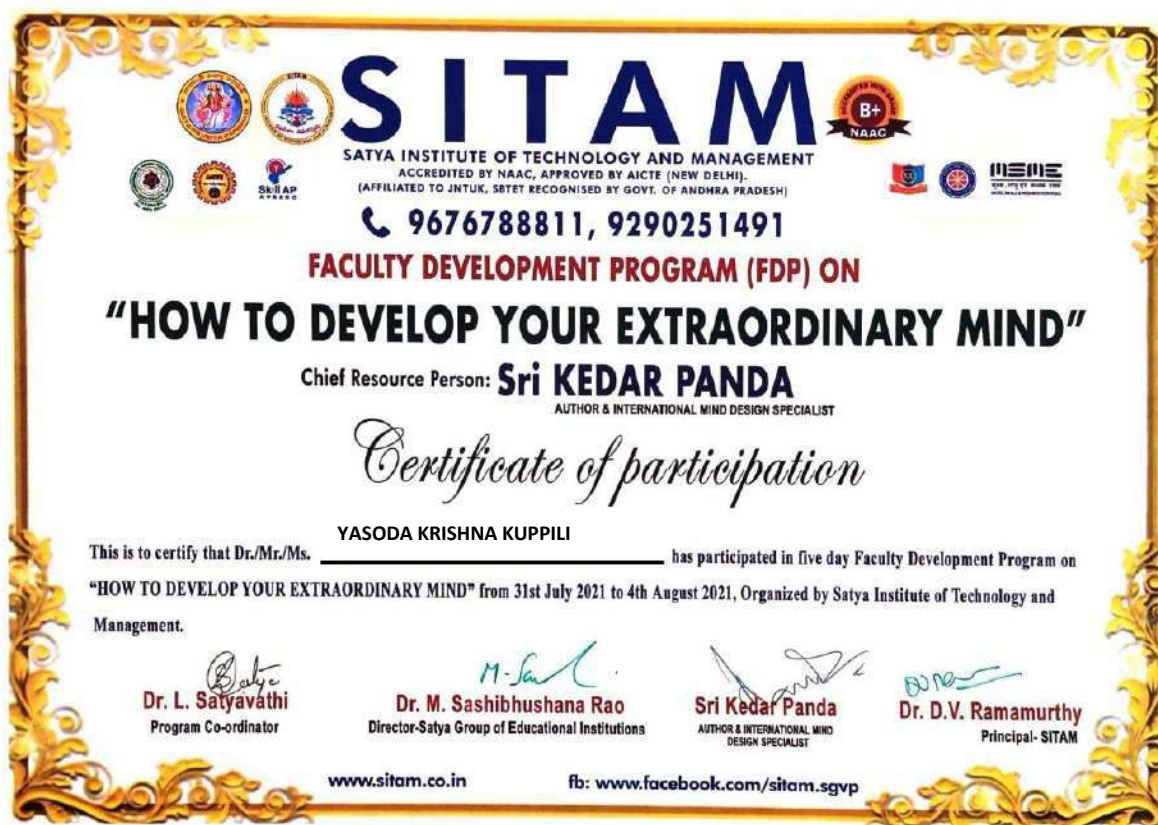 SITAM
SITAM
ACCREDITED WITH GRADE
B+
NAAC
SATYA INSTITUTE OF TECHNOLOGY AND MANAGEMENT
ACCREDITED BY NAAC, APPROVED BY AICTE (NEW DELHI).
(AFFILIATED TO JNTUK, SBTET RECOGNISED BY GOVT. OF ANDHRA PRADESH)
Skill AP
APSSDC
MSME
9676788811, 9290251491
FACULTY DEVELOPMENT PROGRAM (FDP) ON
"HOW TO DEVELOP YOUR EXTRAORDINARY MIND"
Chief Resource Person: Sri KEDAR PANDA
AUTHOR & INTERNATIONAL MIND DESIGN SPECIALIST
Certificate of participation
YASODA KRISHNA KUPPILI
This is to certify that Dr./Mr./Ms. has participated in five day Faculty Development Program on
"HOW TO DEVELOP YOUR EXTRAORDINARY MIND" from 31st July 2021 to 4th August 2021, Organized by Satya Institute of Technology and
Management.
Dr. L. Satyavathi
Program Co-ordinator
Dr. M. Sashibhushana Rao
Director-Satya Group of Educational Institutions
Sri Kedar Panda
AUTHOR & INTERNATIONAL MIND
DESIGN SPECIALIST
Dr. D.V. Ramamurthy
Principal- SITAM
www.sitam.co.in fb: www.facebook.com/sitam.sgvp